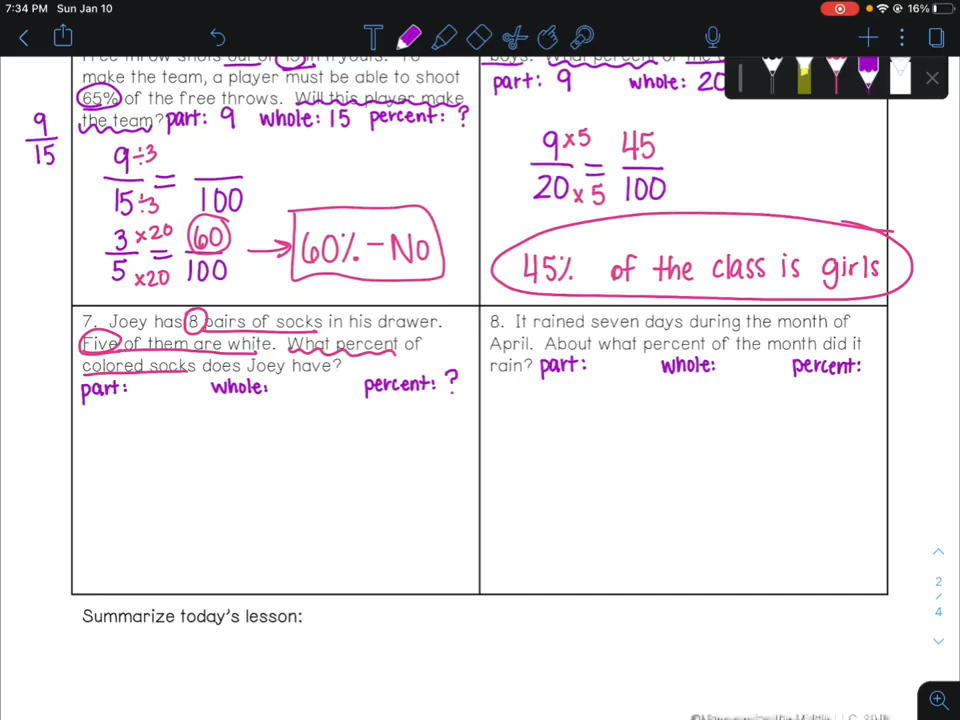 7:34 PM Sun Jan 10
16%
make the team, a player must be able to shoot
65% of the free throws. Will this player make
the team? part: 9 whole: 15 percent: ?
9
15
9 ÷3
15 ÷3
=
100
3 ×20
5 ×20
=
60
100
60% - No
part: 9 whole: 20
9 ×5
20 ×5
=
45
100
45% of the class is girls
7. Joey has 8 pairs of socks in his drawer.
Five of them are white. What percent of
colored socks does Joey have?
part: whole: percent: ?
8. It rained seven days during the month of
April. About what percent of the month did it
rain? part: whole: percent:
Summarize today's lesson:
2
/
4